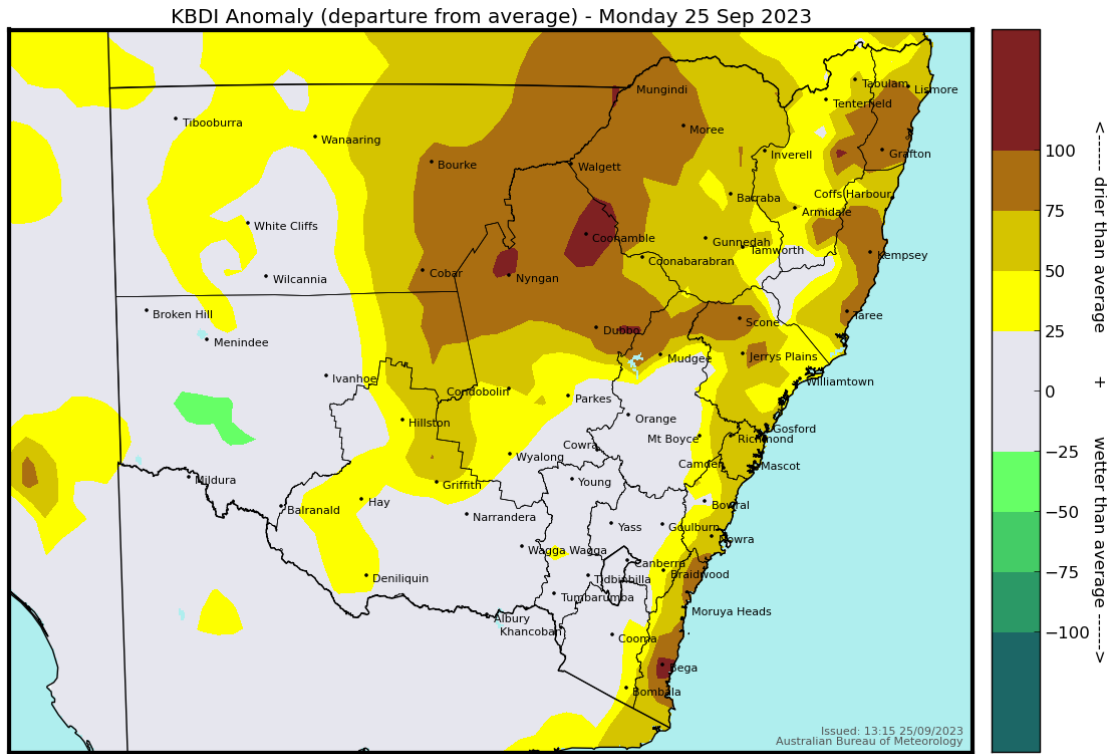 KBDI Anomaly (departure from average) - Monday 25 Sep 2023
Tabulam
Lismore
Mungindi
Tenterfield
Tibooburra
Moree
Wanaaring
Inverell
Grafton
Bourke
Walgett
Barraba
Coffs Harbour
Armidale
White Cliffs
Coonamble
Gunnedah
Tamworth
Kempsey
Coonabarabran
Wilcannia
Cobar
Nyngan
Broken Hill
Scone
Taree
Dubbo
Menindee
Mudgee
Jerrys Plains
Ivanhoe
Williamtown
Condobolin
Parkes
Orange
Hillston
Gosford
Mt Boyce
Richmond
Cowra
Wyalong
Camden
Mascot
Mildura
Griffith
Young
Hay
Bowral
Balranald
Narrandera
Yass
Goulburn
Nowra
Wagga Wagga
Canberra
Braidwood
Deniliquin
Tidbinbilla
Tumbarumba
Moruya Heads
Albury
Khancoban
Cooma
Bega
Bombala
Issued: 13:15 25/09/2023
Australian Bureau of Meteorology
100
75
50
25
0
−25
−50
−75
−100
<------ drier than average + wetter than average ------>